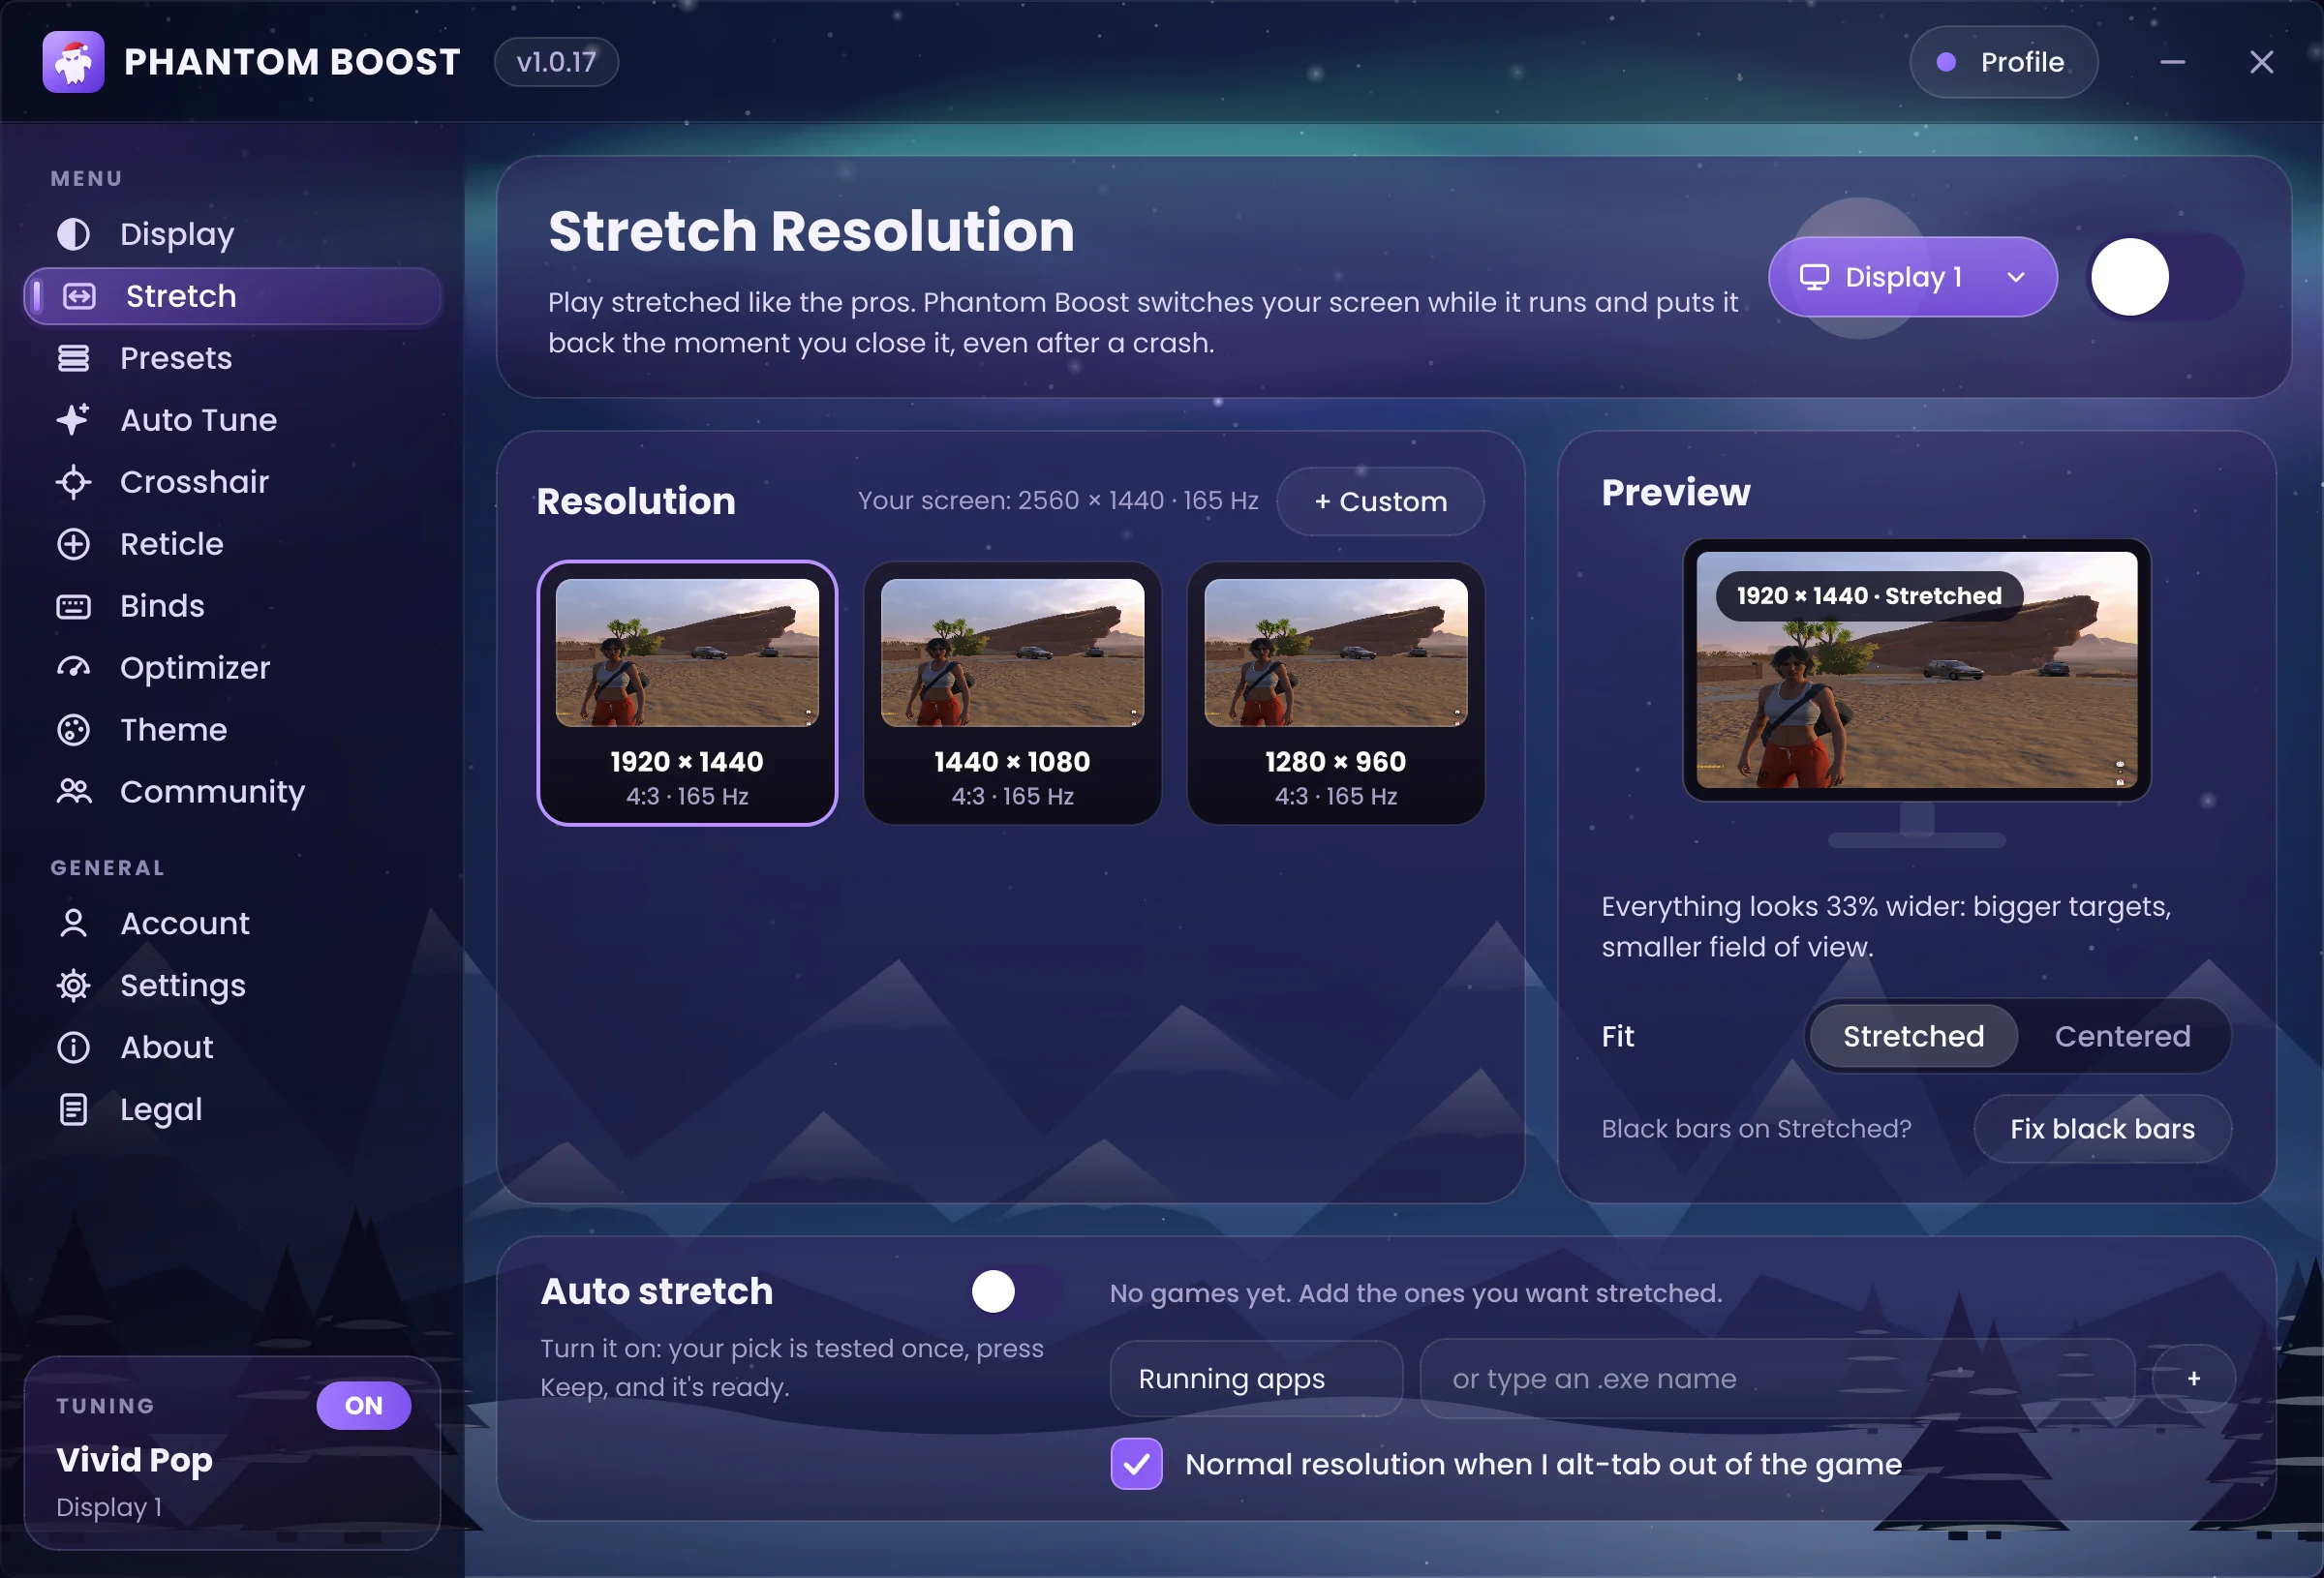 PHANTOM BOOST
v1.0.17
Profile
MENU
Display
Stretch
Presets
Auto Tune
Crosshair
Reticle
Binds
Optimizer
Theme
Community
GENERAL
Account
Settings
About
Legal
TUNING
ON
Vivid Pop
Display 1
Stretch Resolution
Play stretched like the pros. Phantom Boost switches your screen while it runs and puts it
back the moment you close it, even after a crash.
Display 1
Resolution
Your screen: 2560 × 1440 · 165 Hz
+ Custom
1920 × 1440
4:3 · 165 Hz
1440 × 1080
4:3 · 165 Hz
1280 × 960
4:3 · 165 Hz
Preview
1920 × 1440 · Stretched
Everything looks 33% wider: bigger targets,
smaller field of view.
Fit
Stretched
Centered
Black bars on Stretched?
Fix black bars
Auto stretch
Turn it on: your pick is tested once, press
Keep, and it's ready.
No games yet. Add the ones you want stretched.
Running apps
or type an .exe name
+
Normal resolution when I alt-tab out of the game